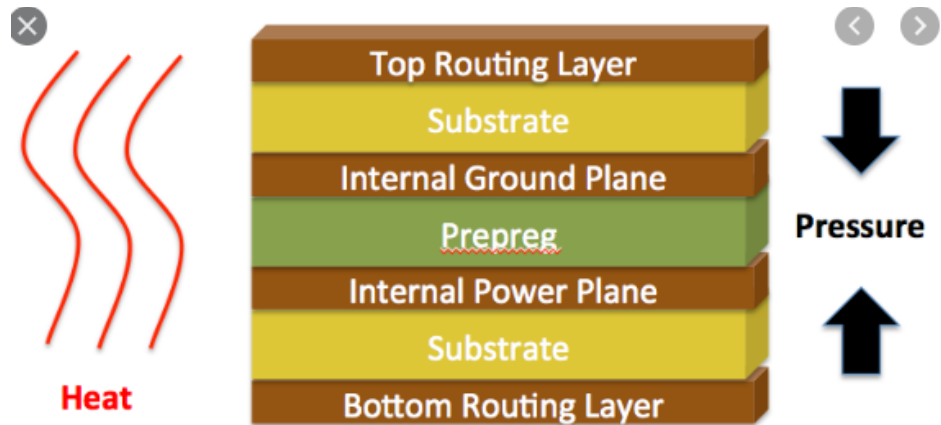 Top Routing Layer
Substrate
Internal Ground Plane
Prepreg
Internal Power Plane
Substrate
Bottom Routing Layer
Heat
Pressure